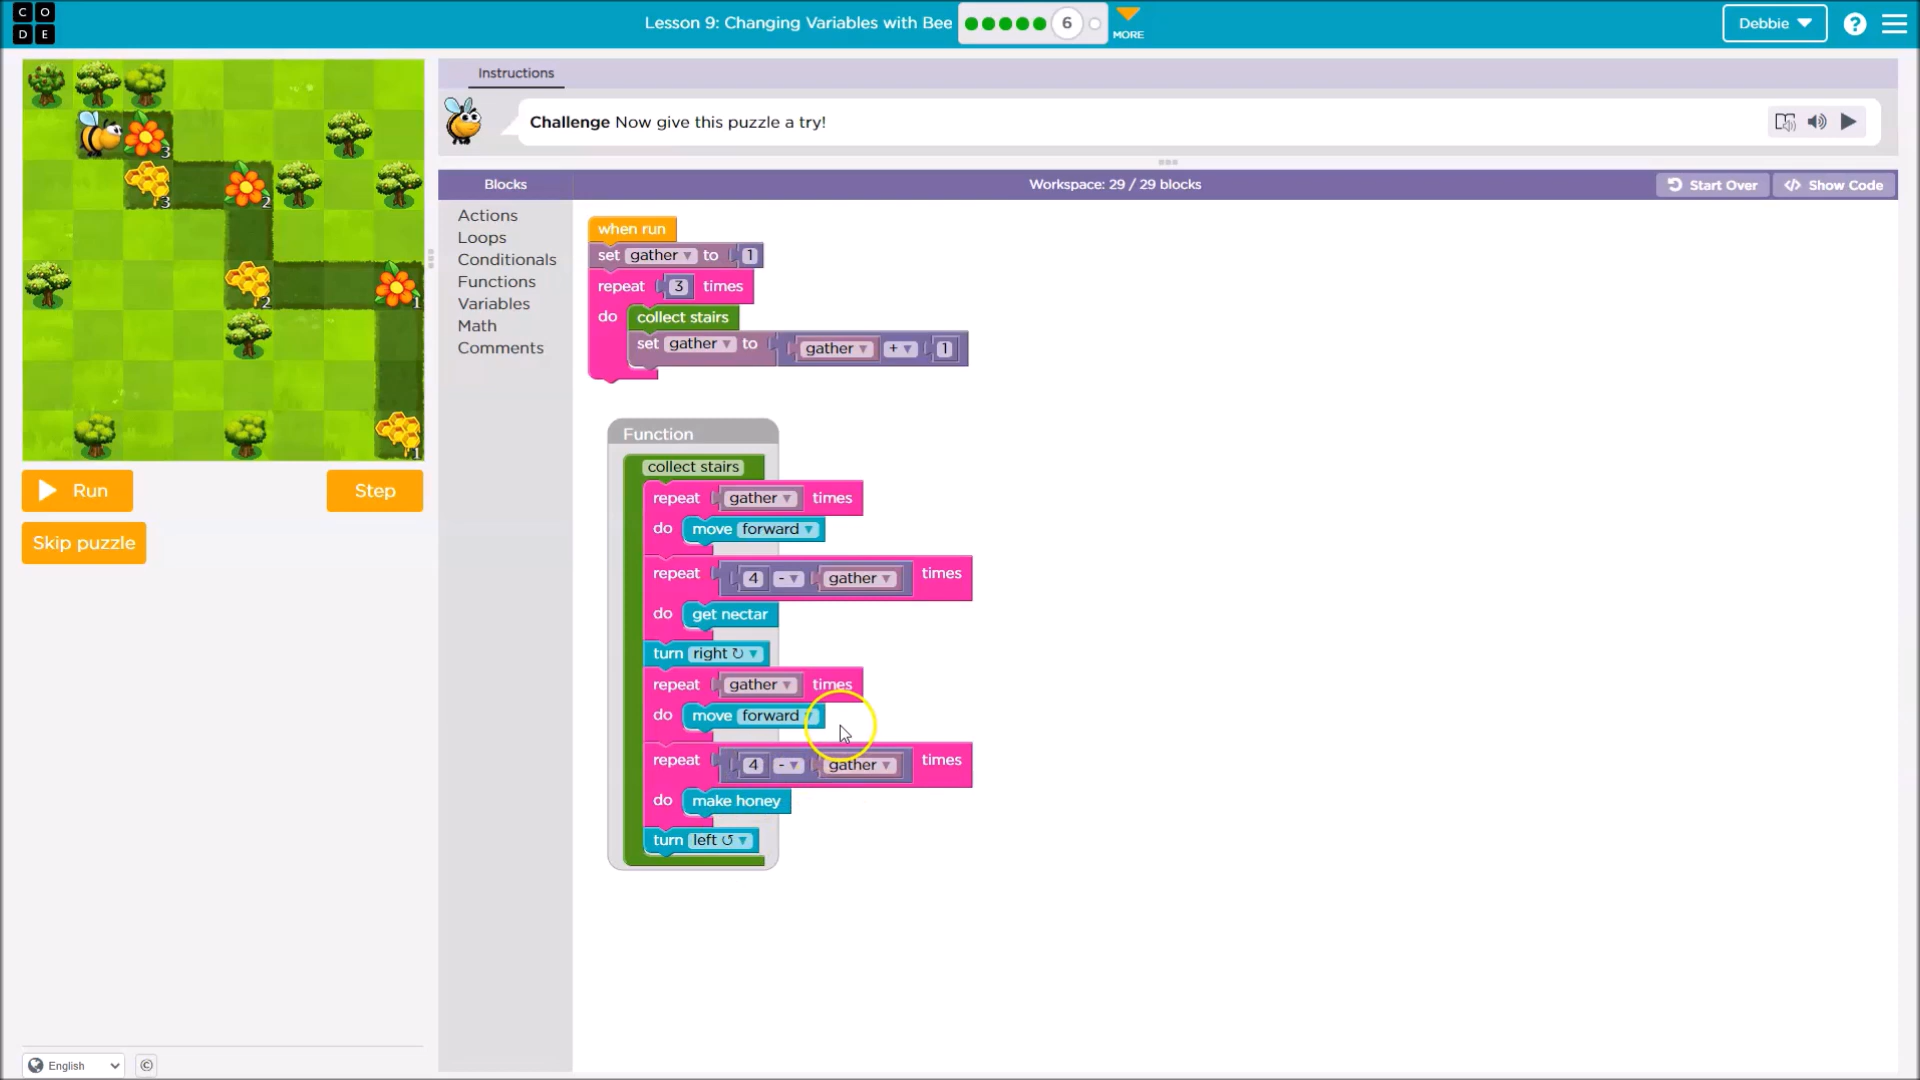 CO
DE
Lesson 9: Changing Variables with Bee
6
MORE
Debbie
?
Instructions
Challenge Now give this puzzle a try!
Blocks
Workspace: 29 / 29 blocks
Start Over
</> Show Code
Actions
Loops
Conditionals
Functions
Variables
Math
Comments
3
3
2
2
1
1
Run
Step
Skip puzzle
when run
set gather ▼ to 1
repeat 3 times
do collect stairs
set gather ▼ to gather ▼ + ▼ 1
Function
collect stairs
repeat gather ▼ times
do move forward ▼
repeat 4 - ▼ gather ▼ times
do get nectar
turn right ↻ ▼
repeat gather ▼ times
do move forward ▼
repeat 4 - ▼ gather ▼ times
do make honey
turn left ↺ ▼
English
©